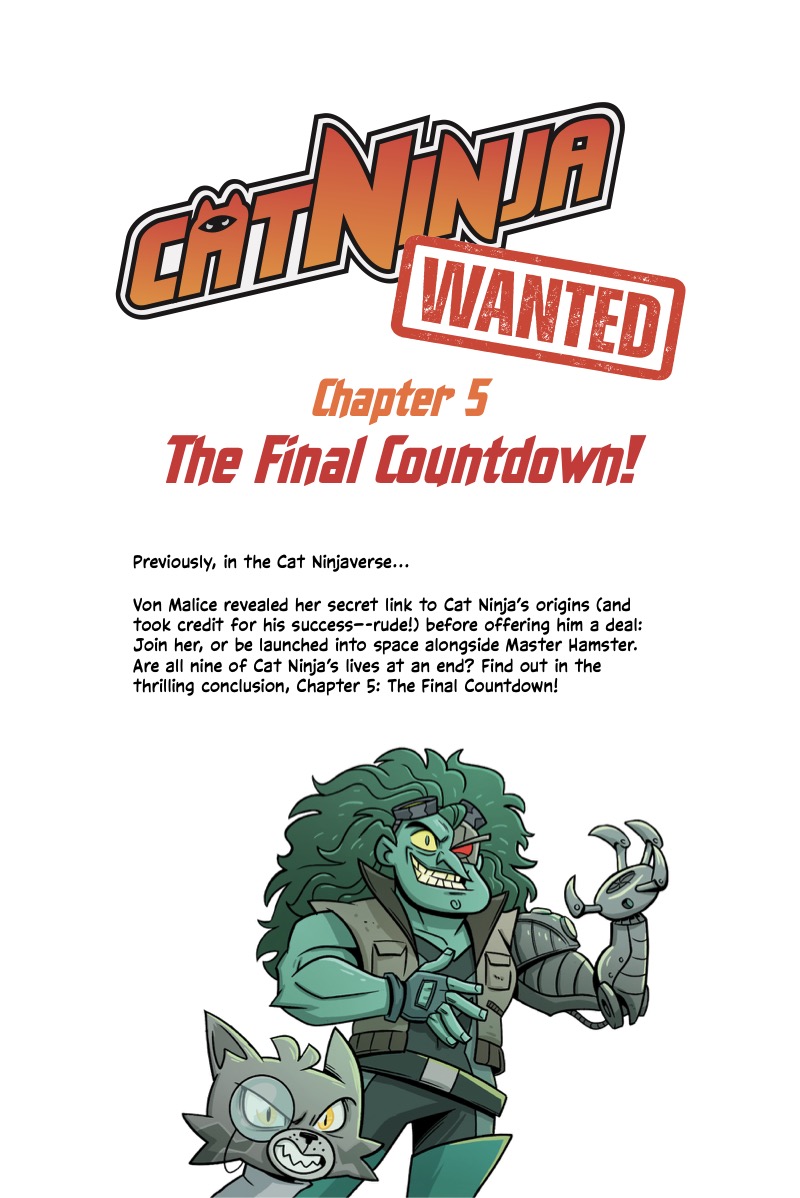 CAT NINJA
WANTED
Chapter 5
The Final Countdown!
Previously, in the Cat Ninjaverse...
Von Malice revealed her secret link to Cat Ninja's origins (and
took credit for his success--rude!) before offering him a deal:
Join her, or be launched into space alongside Master Hamster.
Are all nine of Cat Ninja's lives at an end? Find out in the
thrilling conclusion, Chapter 5: The Final Countdown!